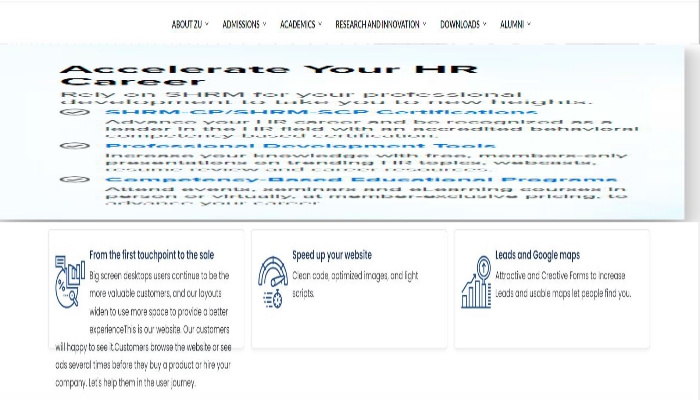 ABOUT ZU ADMISSIONS ACADEMICS RESEARCH AND INNOVATION DOWNLOADS ALUMNI
Accelerate Your HR
Career
Rely on SHRM for your professional
development to take you to new heights.
SHRM-CP/SHRM-SCP Certifications
Advance your HR career and be recognized as a
leader in the HR field with an accredited behavioral
competency based certification.
Professional Development Tools
Increase your knowledge with free, members-only
presentations on trending HR topics, webcasts,
resume review and career resources.
Competency-Based Educational Programs
Attend events, seminars and eLearning courses in
person or virtually, at member-exclusive pricing, to
advance your career
From the first touchpoint to the sale
Big screen desktops users continue to be the
more valuable customers, and our layouts
widen to use more space to provide a better
experienceThis is our website. Our customers
will happy to see it.Customers browse the website or see
ads several times before they buy a product or hire your
company. Let's help them in the user journey.
Speed up your website
Clean code, optimized images, and light
scripts.
Leads and Google maps
Attractive and Creative Forms to Increase
Leads and usable maps let people find you.